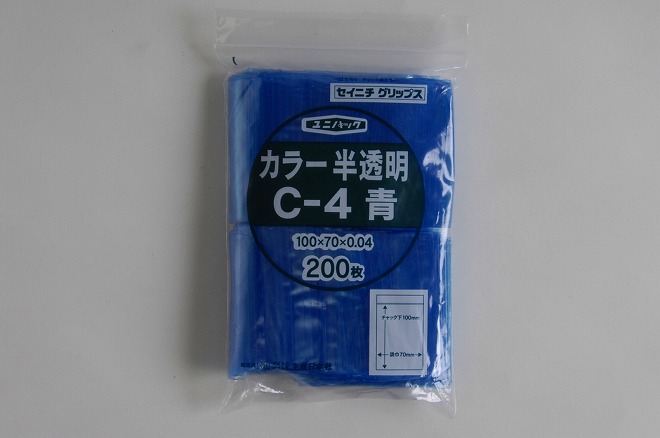 セイニチ グリップス
ユニパック
カラー半透明
C-4 青
100×70×0.04
200枚
チャック下100mm
袋巾70mm